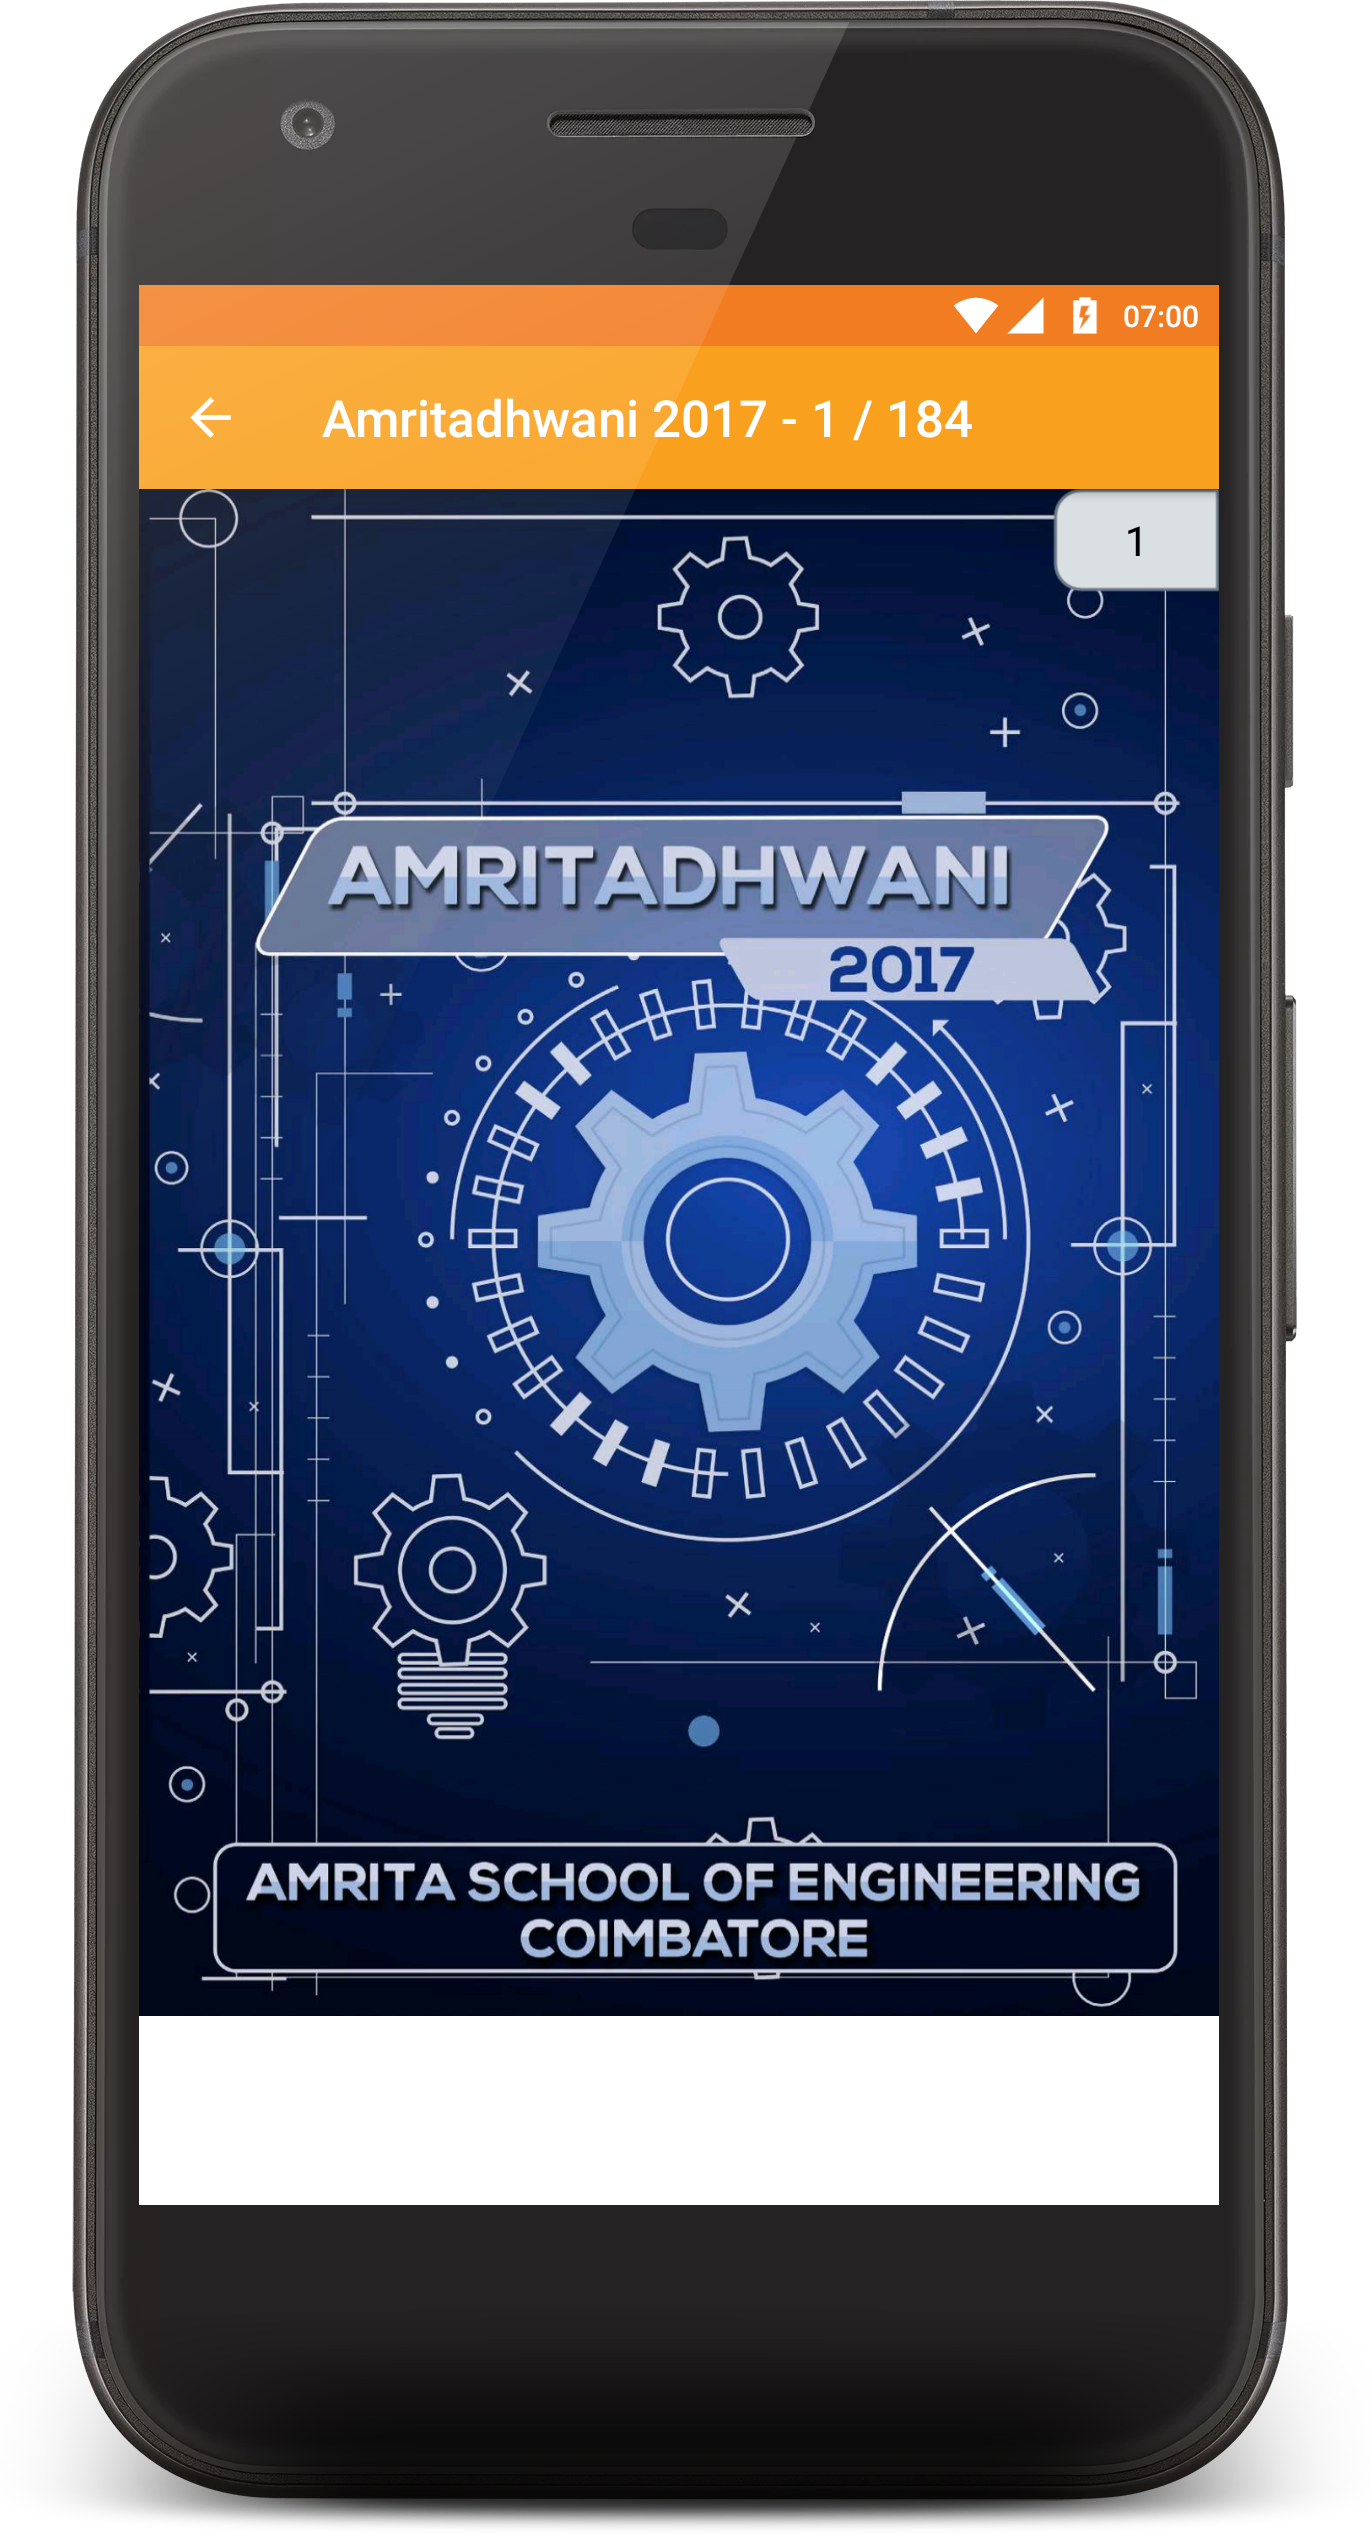 07:00
Amritadhwani 2017 - 1 / 184
1
AMRITADHWANI
2017
AMRITA SCHOOL OF ENGINEERING
COIMBATORE